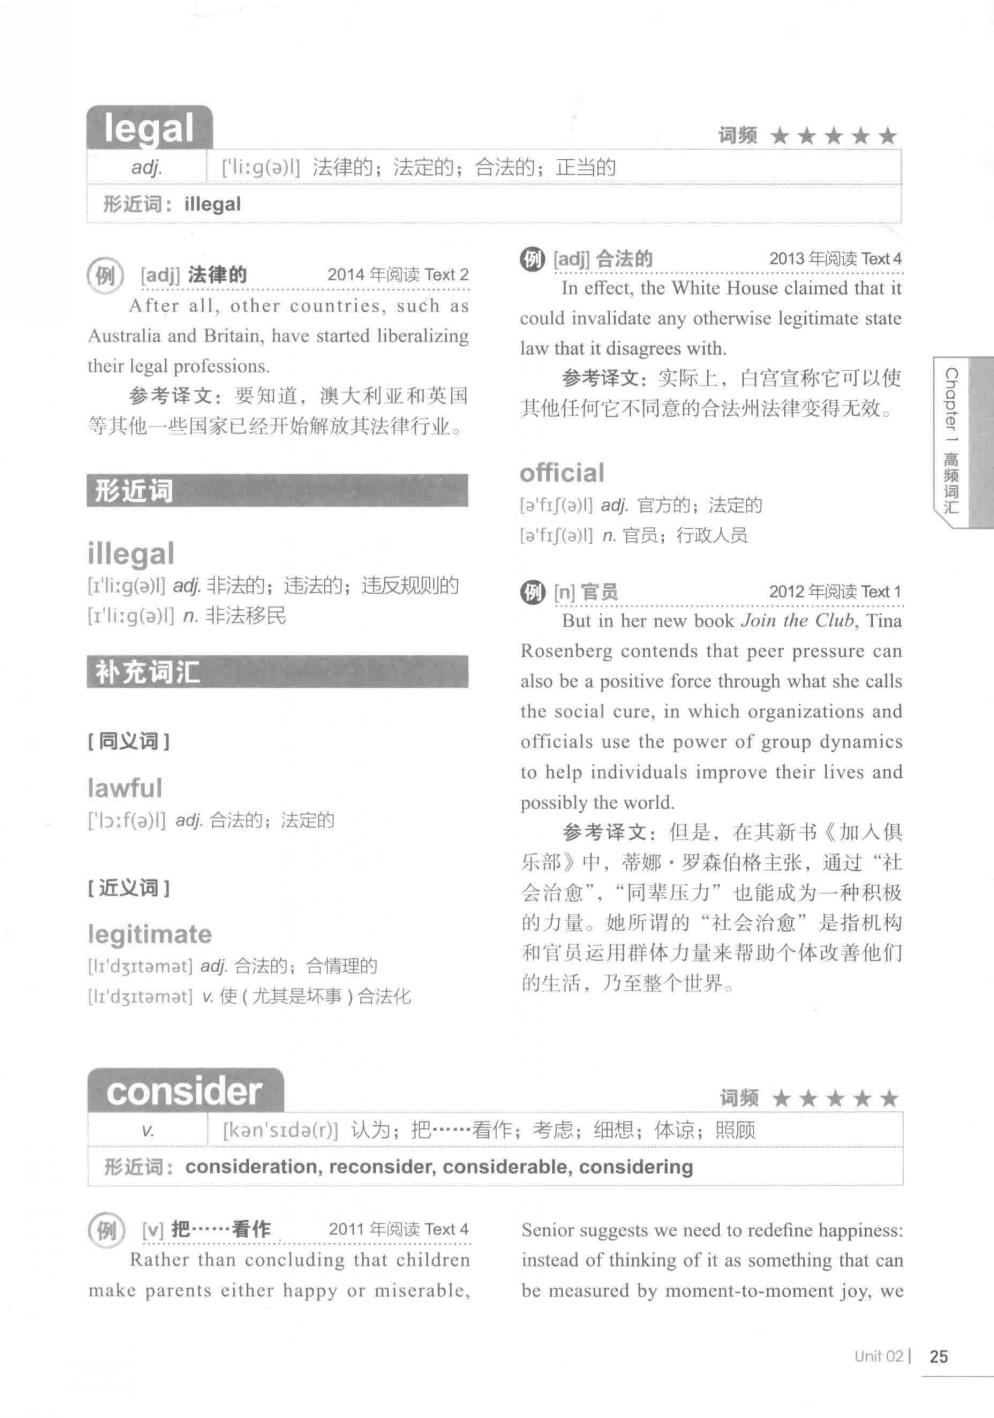 legal
词频 ★★★★★
adj. ['li:g(ə)l] 法律的；法定的；合法的；正当的
形近词：illegal
例 [adj] 法律的 2014 年阅读 Text 2
After all, other countries, such as
Australia and Britain, have started liberalizing
their legal professions.
参考译文：要知道，澳大利亚和英国
等其他一些国家已经开始解放其法律行业。
形近词
illegal
[ɪ'li:g(ə)l] adj. 非法的；违法的；违反规则的
[ɪ'li:g(ə)l] n. 非法移民
补充词汇
[ 同义词 ]
lawful
['lɔ:f(ə)l] adj. 合法的；法定的
[ 近义词 ]
legitimate
[lɪ'dʒɪtəmət] adj. 合法的；合情理的
[lɪ'dʒɪtəmət] v. 使 ( 尤其是坏事 ) 合法化
例 [adj] 合法的 2013 年阅读 Text 4
In effect, the White House claimed that it
could invalidate any otherwise legitimate state
law that it disagrees with.
参考译文：实际上，白宫宣称它可以使
其他任何它不同意的合法州法律变得无效。
official
[ə'fɪʃ(ə)l] adj. 官方的；法定的
[ə'fɪʃ(ə)l] n. 官员；行政人员
例 [n] 官员 2012 年阅读 Text 1
But in her new book Join the Club, Tina
Rosenberg contends that peer pressure can
also be a positive force through what she calls
the social cure, in which organizations and
officials use the power of group dynamics
to help individuals improve their lives and
possibly the world.
参考译文：但是，在其新书《加入俱
乐部》中，蒂娜·罗森伯格主张，通过“社
会治愈”，“同辈压力”也能成为一种积极
的力量。她所谓的“社会治愈”是指机构
和官员运用群体力量来帮助个体改善他们
的生活，乃至整个世界。
Chapter 1 高频词汇
consider
词频 ★★★★★
v. [kən'sɪdə(r)] 认为；把……看作；考虑；细想；体谅；照顾
形近词：consideration, reconsider, considerable, considering
例 [v] 把……看作 2011 年阅读 Text 4
Rather than concluding that children
make parents either happy or miserable,
Senior suggests we need to redefine happiness:
instead of thinking of it as something that can
be measured by moment-to-moment joy, we
Unit 02 | 25